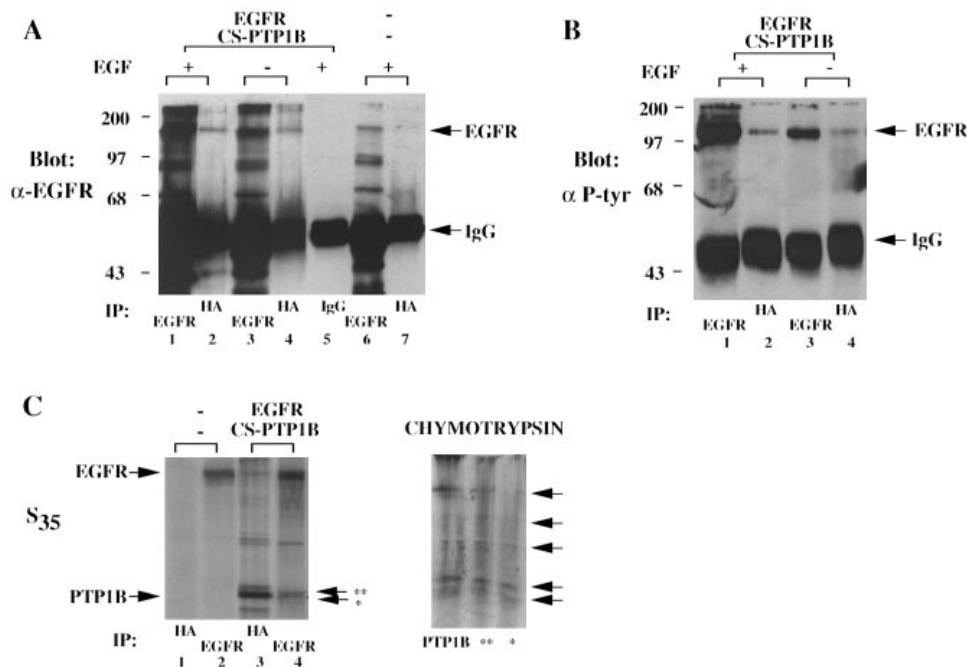 A
EGFR
CS-PTP1B
-
-
EGF + - + +
200 -
97 -
68 -
43 -
Blot:
α-EGFR
EGFR
IgG
IP: EGFR HA EGFR HA IgG EGFR HA
1 2 3 4 5 6 7
B
EGFR
CS-PTP1B
EGF + -
200 -
97 -
68 -
43 -
Blot:
α P-tyr
EGFR
IgG
IP: EGFR HA EGFR HA
1 2 3 4
C
- EGFR
- CS-PTP1B
EGFR
S35
PTP1B
**
*
IP: HA EGFR HA EGFR
1 2 3 4
CHYMOTRYPSIN
PTP1B ** *